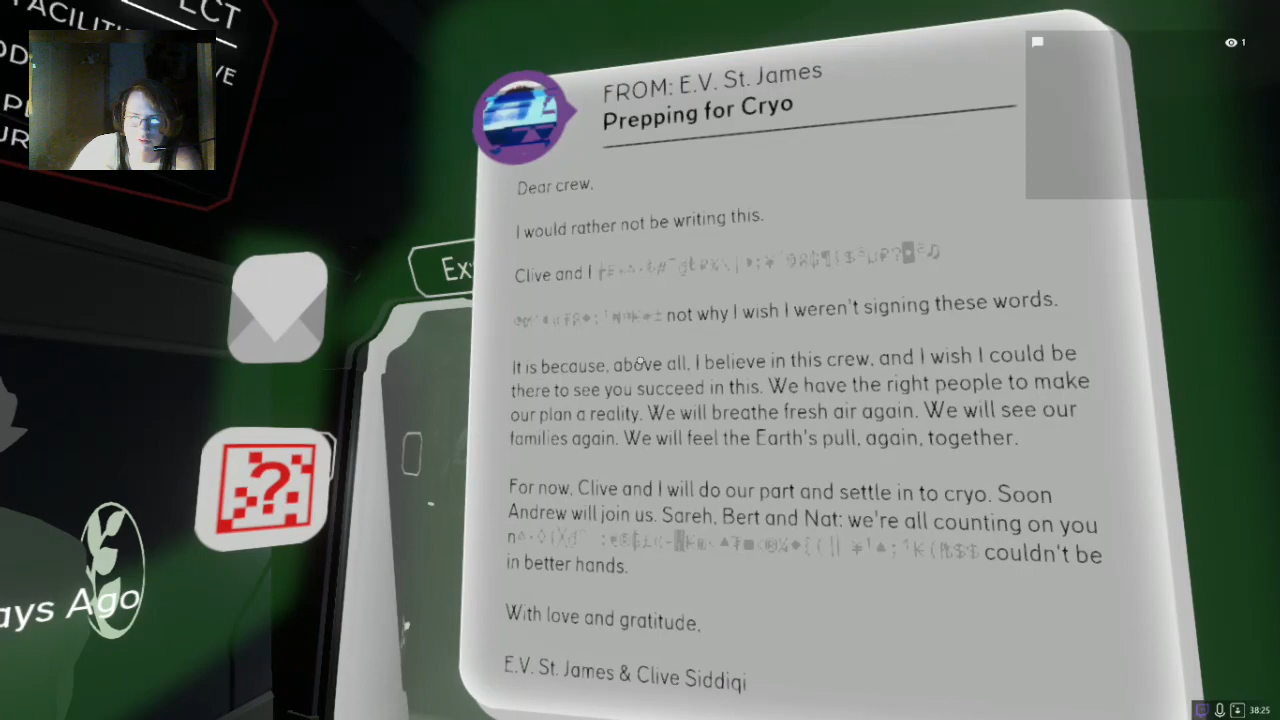 ECT
FACILITI
VE
1
FROM: E.V. St. James
Prepping for Cryo
Dear crew,
I would rather not be writing this.
Clive and I
Ex
not why I wish I weren't signing these words.
It is because, above all, I believe in this crew, and I wish I could be
there to see you succeed in this. We have the right people to make
our plan a reality. We will breathe fresh air again. We will see our
families again. We will feel the Earth's pull, again, together.
For now, Clive and I will do our part and settle in to cryo. Soon
Andrew will join us. Sareh, Bert and Nat: we're all counting on you
couldn't be
in better hands.
ays Ago
With love and gratitude,
E.V. St. James & Clive Siddiqi
38:25